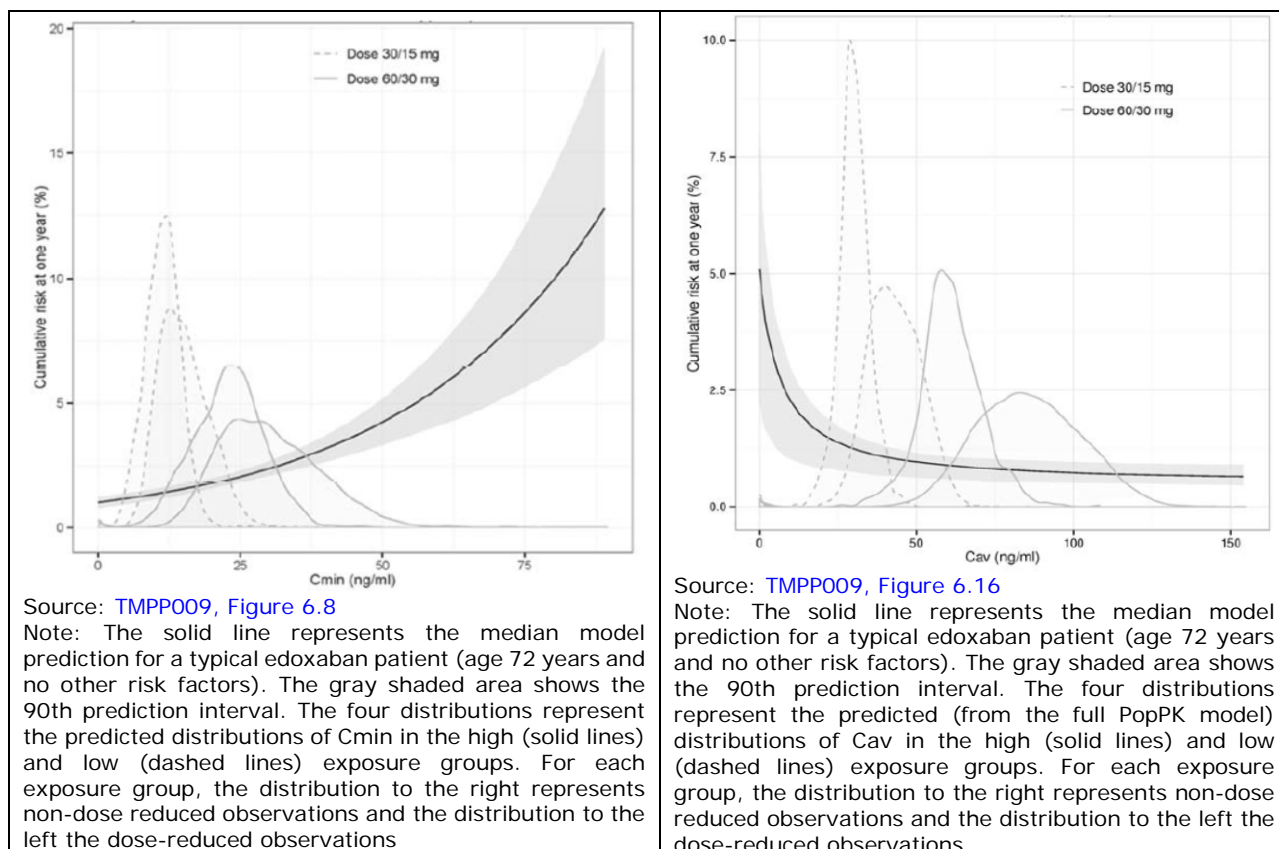 20
15
10
5
0
Cumulative risk at one year (%)
Dose 30/15 mg
Dose 60/30 mg
0
25
50
75
Cmin (ng/ml)
Source: TMPP009, Figure 6.8
Note: The solid line represents the median model
prediction for a typical edoxaban patient (age 72 years
and no other risk factors). The gray shaded area shows
the 90th prediction interval. The four distributions
represent the predicted distributions of Cmin in the high (solid lines)
and low (dashed lines) exposure groups. For each
exposure group, the distribution to the right represents
non-dose reduced observations and the distribution to the
left the dose-reduced observations
10.0
7.5
5.0
2.5
0.0
Cumulative risk at one year (%)
Dose 30/15 mg
Dose 60/30 mg
0
50
100
150
Cav (ng/ml)
Source: TMPP009, Figure 6.16
Note: The solid line represents the median model
prediction for a typical edoxaban patient (age 72 years
and no other risk factors). The gray shaded area shows
the 90th prediction interval. The four distributions
represent the predicted (from the full PopPK model)
distributions of Cav in the high (solid lines) and low
(dashed lines) exposure groups. For each exposure
group, the distribution to the right represents non-dose
reduced observations and the distribution to the left the
dose-reduced observations